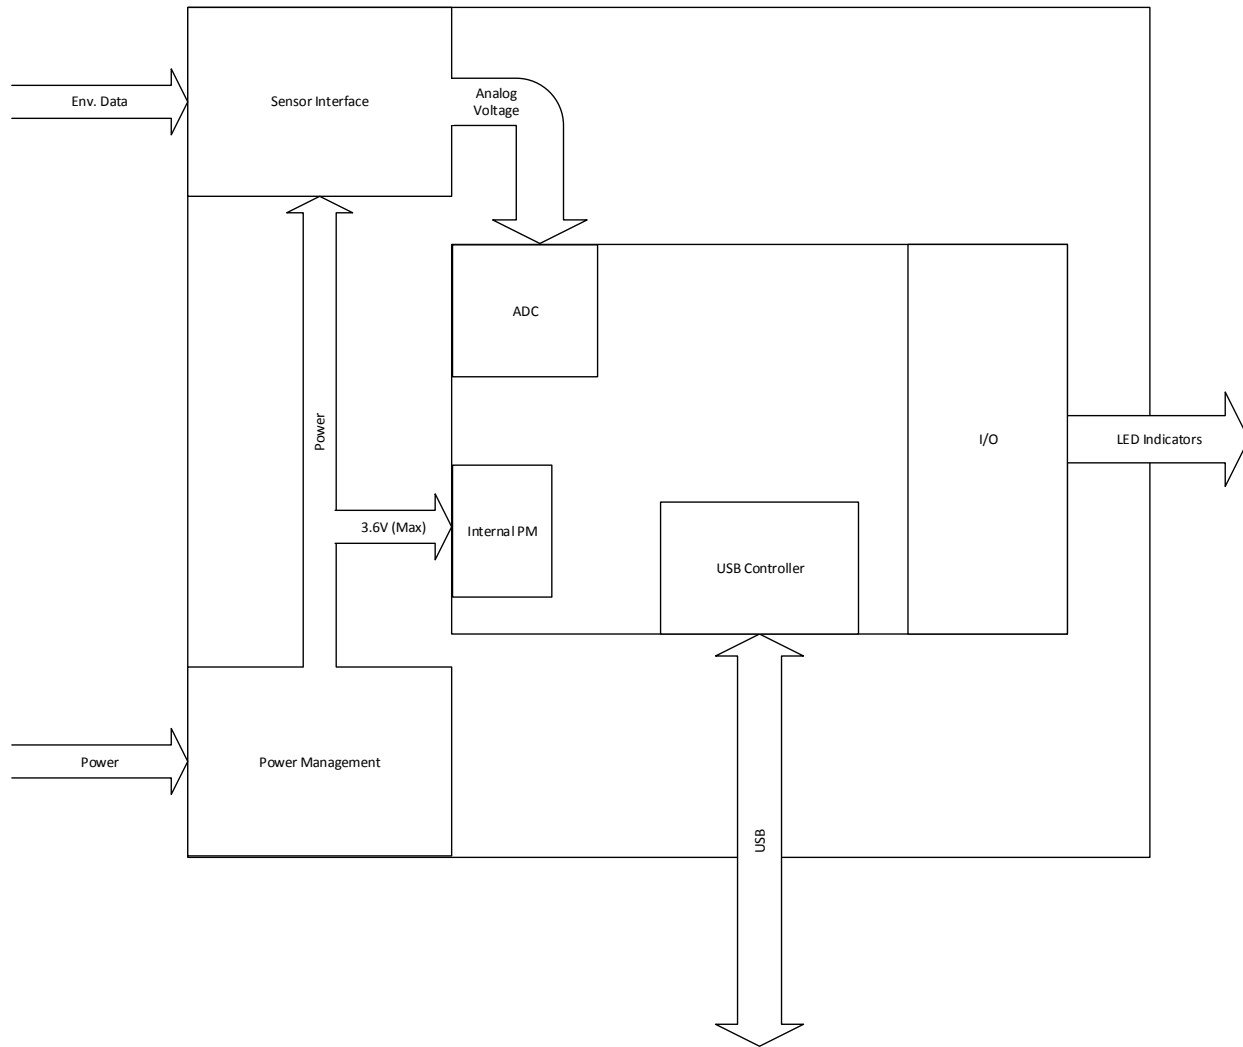 Env. Data
Sensor Interface
Analog
Voltage
ADC
Power
I/O
LED Indicators
3.6V (Max)
Internal PM
USB Controller
Power
Power Management
USB